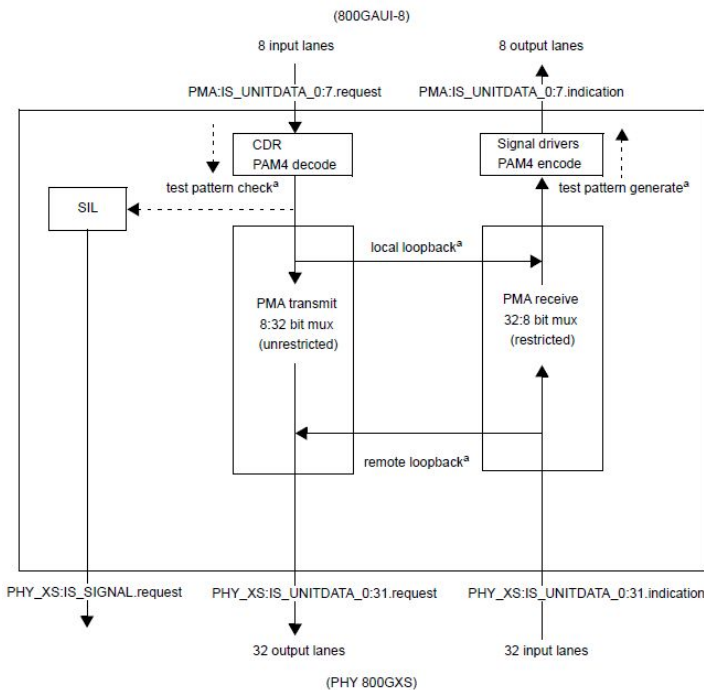 (800GAUI-8)
8 input lanes
8 output lanes
PMA:IS_UNITDATA_0:7.request
PMA:IS_UNITDATA_0:7.indication
CDR
PAM4 decode
Signal drivers
PAM4 encode
test pattern checkᵃ
test pattern generateᵃ
SIL
local loopbackᵃ
PMA transmit
8:32 bit mux
(unrestricted)
PMA receive
32:8 bit mux
(restricted)
remote loopbackᵃ
PHY_XS:IS_SIGNAL.request
PHY_XS:IS_UNITDATA_0:31.request
PHY_XS:IS_UNITDATA_0:31.indication
32 output lanes
32 input lanes
(PHY 800GXS)